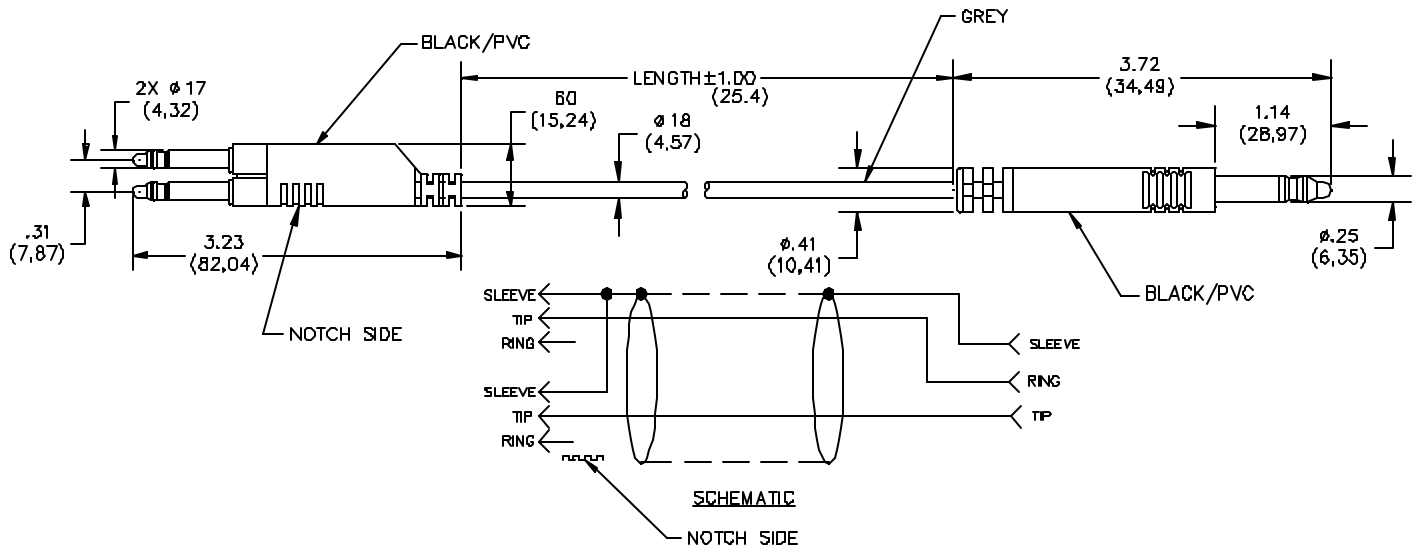 GREY
BLACK/PVC
2X ø 17
(4,32)
LENGTH±1.00
(25.4)
3.72
(34,49)
60
(15,24)
ø 18
(4,57)
1.14
(28,97)
.31
(7,87)
3.23
(82,04)
ø.41
(10,41)
ø.25
(6,35)
BLACK/PVC
NOTCH SIDE
SLEEVE
TIP
RING
SLEEVE
TIP
RING
SLEEVE
RING
TIP
SCHEMATIC
NOTCH SIDE